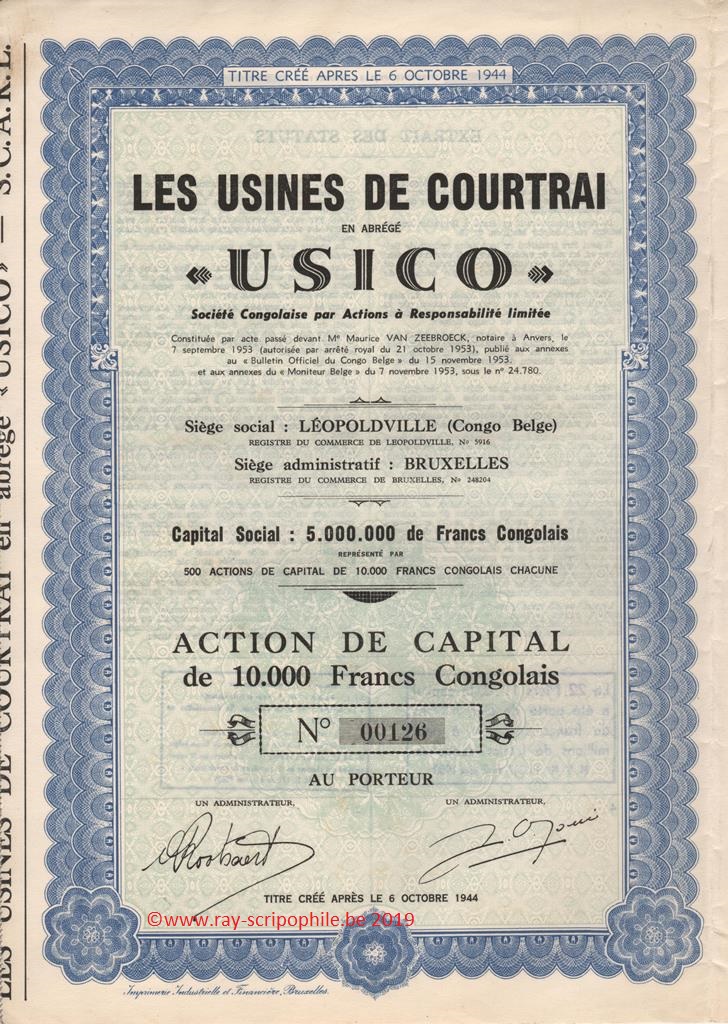 TITRE CRÉÉ APRES LE 6 OCTOBRE 1944
LES USINES DE COURTRAI
EN ABRÉGÉ
« USICO »
Société Congolaise par Actions à Responsabilité limitée
Constituée par acte passé devant Me Maurice VAN ZEEBROECK, notaire à Anvers, le
7 septembre 1953 (autorisée par arrêté royal du 21 octobre 1953), publié aux annexes
au « Bulletin Officiel du Congo Belge » du 15 novembre 1953.
et aux annexes du « Moniteur Belge » du 7 novembre 1953, sous le n° 24.780.
Siège social : LÉOPOLDVILLE (Congo Belge)
REGISTRE DU COMMERCE DE LEOPOLDVILLE, No 5916
Siège administratif : BRUXELLES
REGISTRE DU COMMERCE DE BRUXELLES, No 248204
Capital Social : 5.000.000 de Francs Congolais
REPRÉSENTÉ PAR
500 ACTIONS DE CAPITAL DE 10.000 FRANCS CONGOLAIS CHACUNE
ACTION DE CAPITAL
de 10.000 Francs Congolais
No 00126
AU PORTEUR
UN ADMINISTRATEUR, UN ADMINISTRATEUR,
TITRE CRÉÉ APRÈS LE 6 OCTOBRE 1944
©www.ray-scripophile.be 2019
Imprimerie Industrielle et Financière, Bruxelles.
LES USINES DE COURTRAI en abrégé « USICO » — S.C.A.R.L.